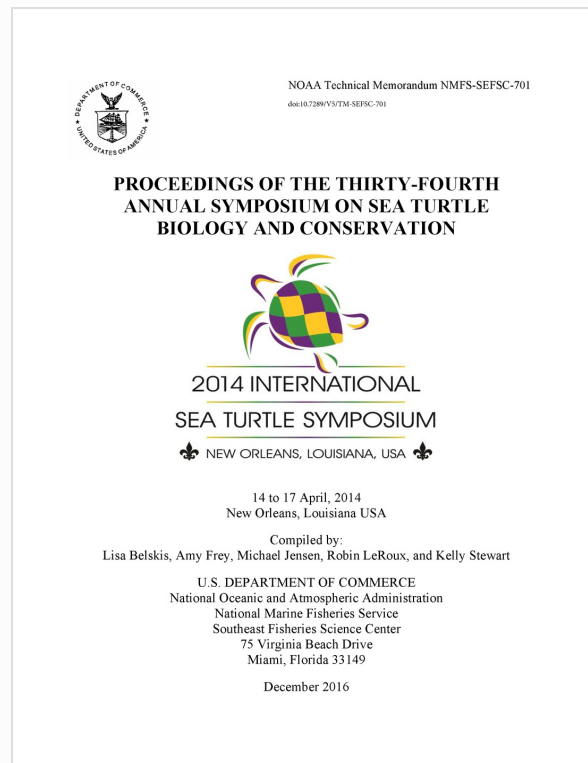 DEPARTMENT OF COMMERCE
UNITED STATES OF AMERICA
NOAA Technical Memorandum NMFS-SEFSC-701
doi:10.7289/V5/TM-SEFSC-701
PROCEEDINGS OF THE THIRTY-FOURTH
ANNUAL SYMPOSIUM ON SEA TURTLE
BIOLOGY AND CONSERVATION
2014 INTERNATIONAL
SEA TURTLE SYMPOSIUM
NEW ORLEANS, LOUISIANA, USA
14 to 17 April, 2014
New Orleans, Louisiana USA
Compiled by:
Lisa Belskis, Amy Frey, Michael Jensen, Robin LeRoux, and Kelly Stewart
U.S. DEPARTMENT OF COMMERCE
National Oceanic and Atmospheric Administration
National Marine Fisheries Service
Southeast Fisheries Science Center
75 Virginia Beach Drive
Miami, Florida 33149
December 2016